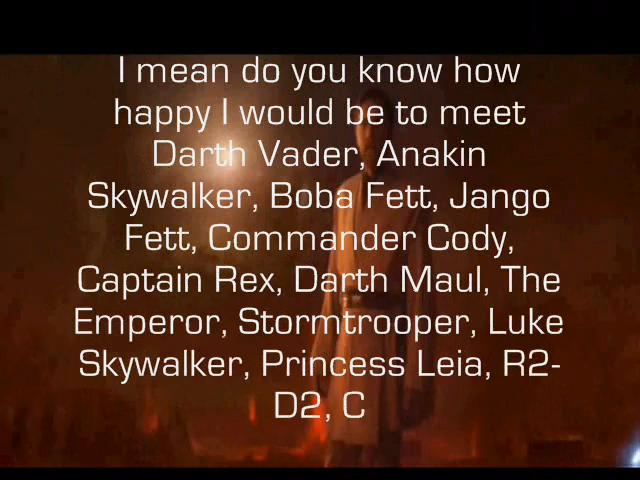 I mean do you know how
happy I would be to meet
Darth Vader, Anakin
Skywalker, Boba Fett, Jango
Fett, Commander Cody,
Captain Rex, Darth Maul, The
Emperor, Stormtrooper, Luke
Skywalker, Princess Leia, R2-
D2, C